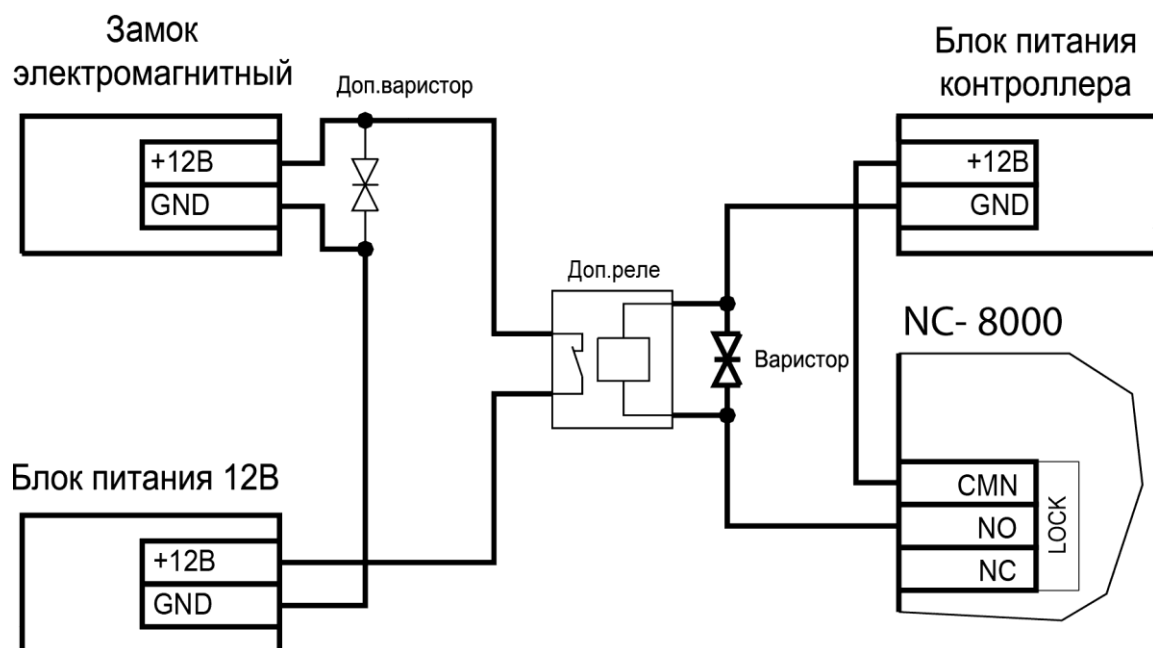 Замок
электромагнитный
Доп.варистор
+12В
GND
Блок питания
контроллера
+12В
GND
Доп.реле
Варистор
NC- 8000
CMN
NO
NC
LOCK
Блок питания 12В
+12В
GND